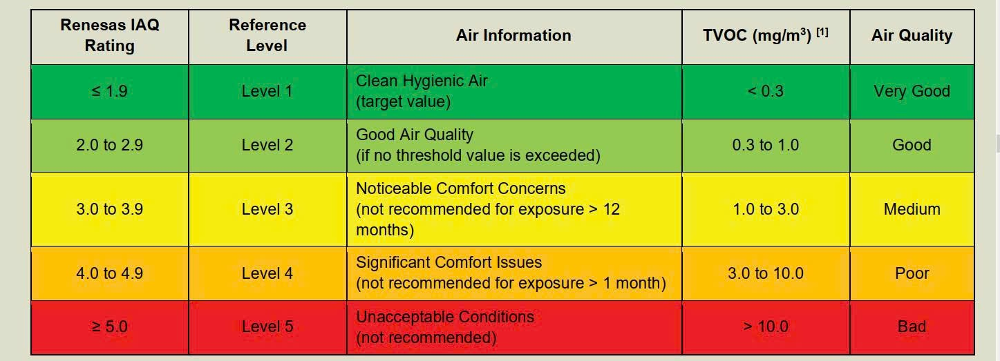 Renesas IAQ Rating
Reference Level
Air Information
TVOC (mg/m³) [1]
Air Quality
≤ 1.9
Level 1
Clean Hygienic Air
(target value)
< 0.3
Very Good
2.0 to 2.9
Level 2
Good Air Quality
(if no threshold value is exceeded)
0.3 to 1.0
Good
3.0 to 3.9
Level 3
Noticeable Comfort Concerns
(not recommended for exposure > 12
months)
1.0 to 3.0
Medium
4.0 to 4.9
Level 4
Significant Comfort Issues
(not recommended for exposure > 1 month)
3.0 to 10.0
Poor
≥ 5.0
Level 5
Unacceptable Conditions
(not recommended)
> 10.0
Bad